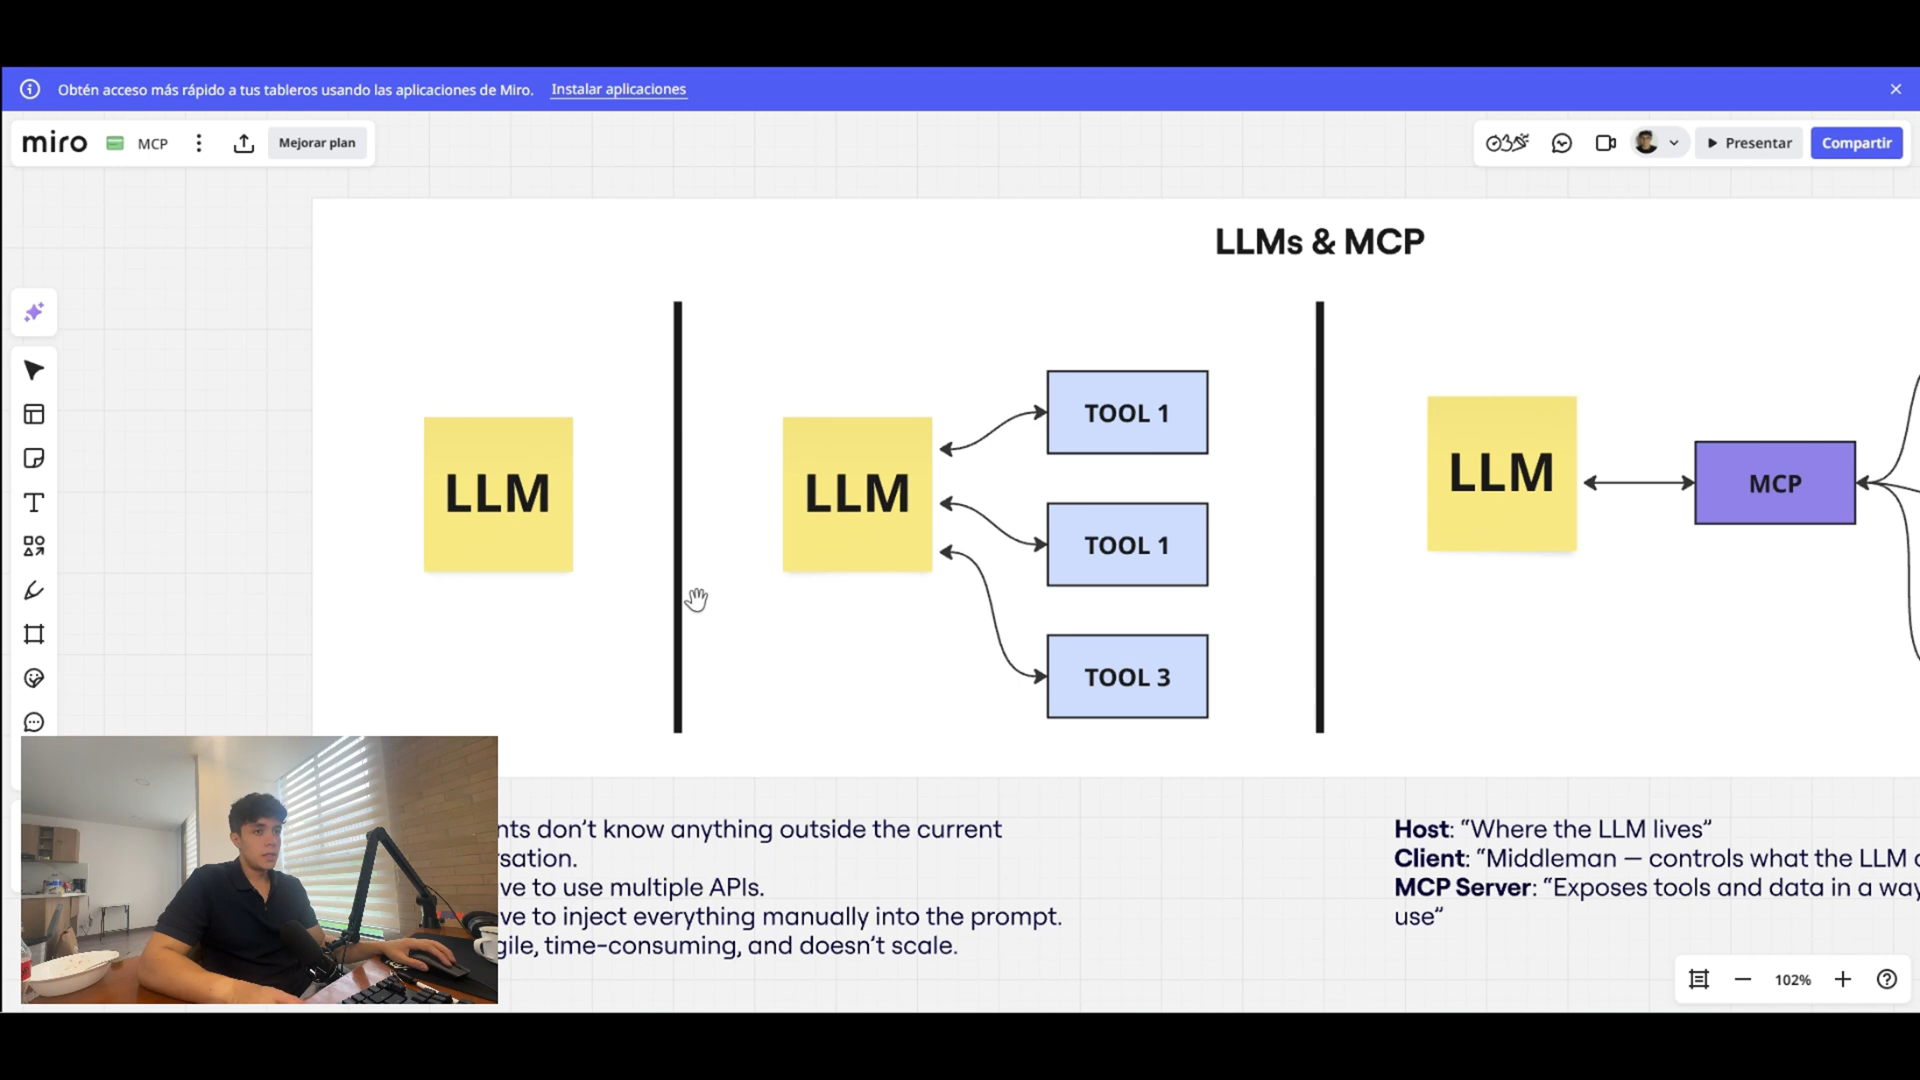 Obtén acceso más rápido a tus tableros usando las aplicaciones de Miro. Instalar aplicaciones
miro MCP Mejorar plan
Presentar Compartir
LLMs & MCP
LLM
LLM
TOOL 1
TOOL 1
TOOL 3
LLM
MCP
nts don't know anything outside the current
rsation.
ve to use multiple APIs.
ve to inject everything manually into the prompt.
gile, time-consuming, and doesn't scale.
Host: “Where the LLM lives”
Client: “Middleman — controls what the LLM
MCP Server: “Exposes tools and data in a way
use”
102%